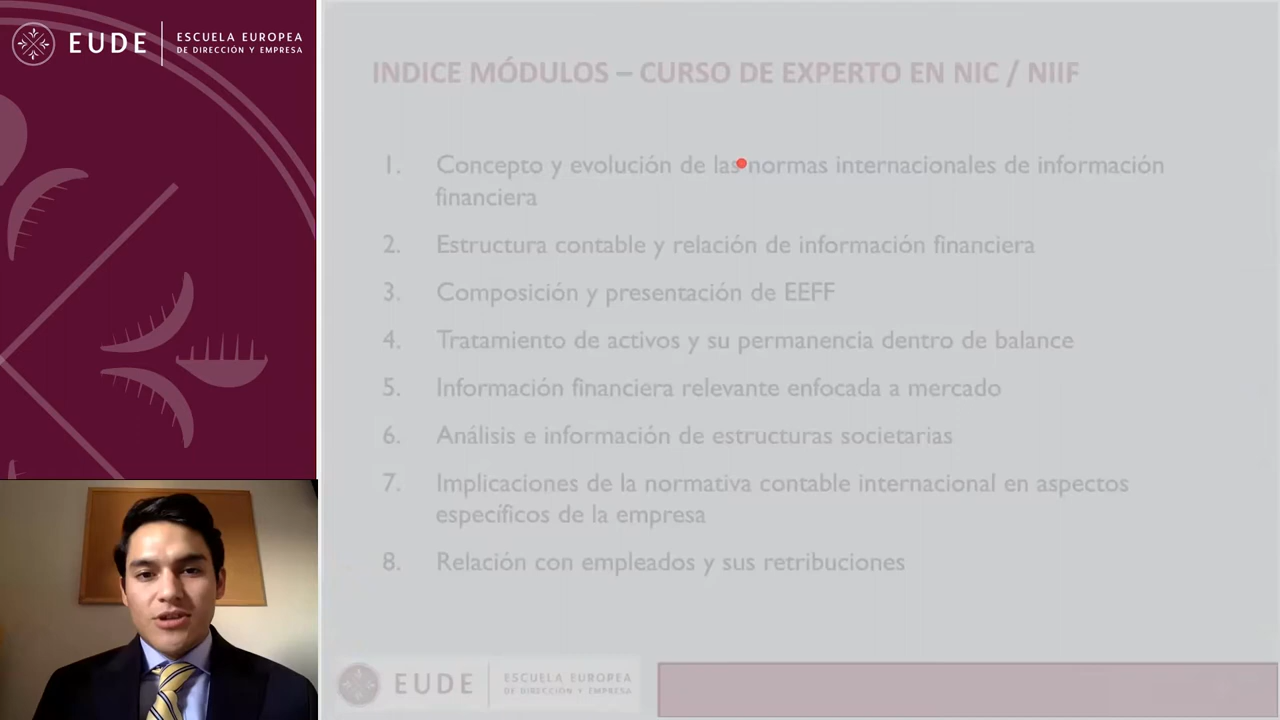 EUDE
ESCUELA EUROPEA
DE DIRECCIÓN Y EMPRESA
INDICE MÓDULOS – CURSO DE EXPERTO EN NIC / NIIF
1. Concepto y evolución de las normas internacionales de información
financiera
2. Estructura contable y relación de información financiera
3. Composición y presentación de EEFF
4. Tratamiento de activos y su permanencia dentro de balance
5. Información financiera relevante enfocada a mercado
6. Análisis e información de estructuras societarias
7. Implicaciones de la normativa contable internacional en aspectos
específicos de la empresa
8. Relación con empleados y sus retribuciones
EUDE
ESCUELA EUROPEA
DE DIRECCIÓN Y EMPRESA